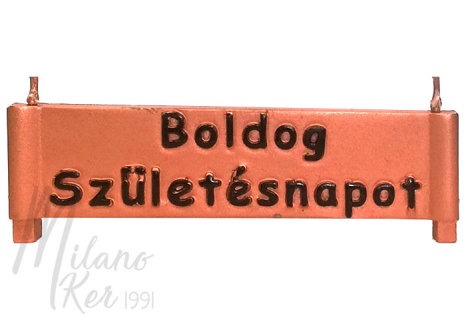 Boldog
Születésnapot
Milano
Ker 1991